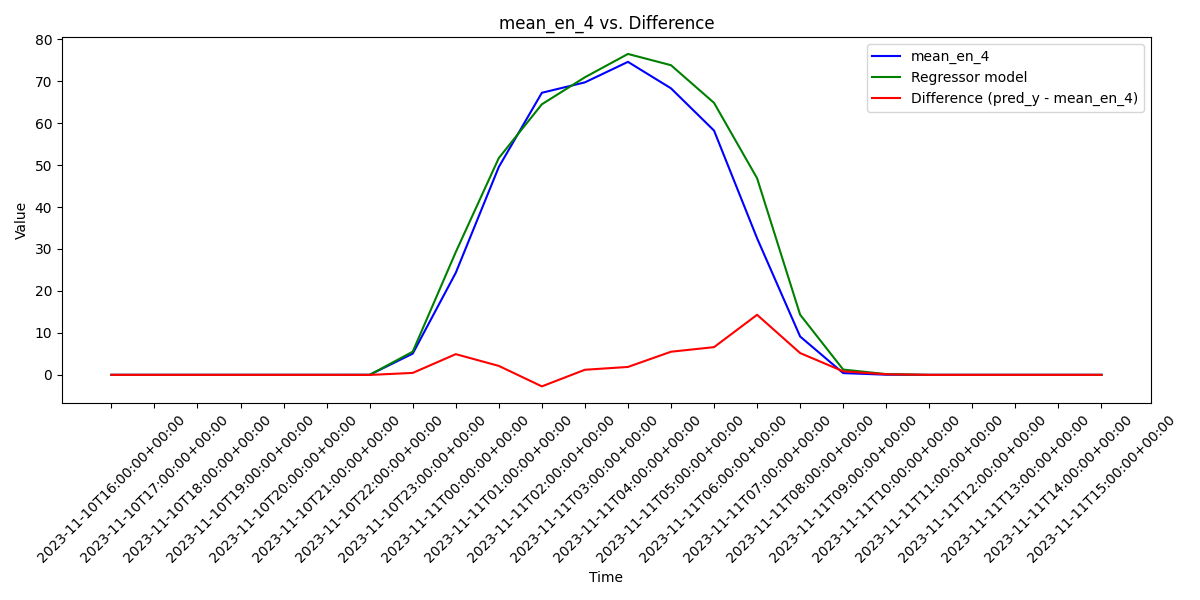 mean_en_4 vs. Difference
mean_en_4
Regressor model
Difference (pred_y - mean_en_4)
Value
80
70
60
50
40
30
20
10
0
2023-11-10T16:00:00+00:00
2023-11-10T17:00:00+00:00
2023-11-10T18:00:00+00:00
2023-11-10T19:00:00+00:00
2023-11-10T20:00:00+00:00
2023-11-10T21:00:00+00:00
2023-11-10T22:00:00+00:00
2023-11-10T23:00:00+00:00
2023-11-11T00:00:00+00:00
2023-11-11T01:00:00+00:00
2023-11-11T02:00:00+00:00
2023-11-11T03:00:00+00:00
2023-11-11T04:00:00+00:00
2023-11-11T05:00:00+00:00
2023-11-11T06:00:00+00:00
2023-11-11T07:00:00+00:00
2023-11-11T08:00:00+00:00
2023-11-11T09:00:00+00:00
2023-11-11T10:00:00+00:00
2023-11-11T11:00:00+00:00
2023-11-11T12:00:00+00:00
2023-11-11T13:00:00+00:00
2023-11-11T14:00:00+00:00
2023-11-11T15:00:00+00:00
Time